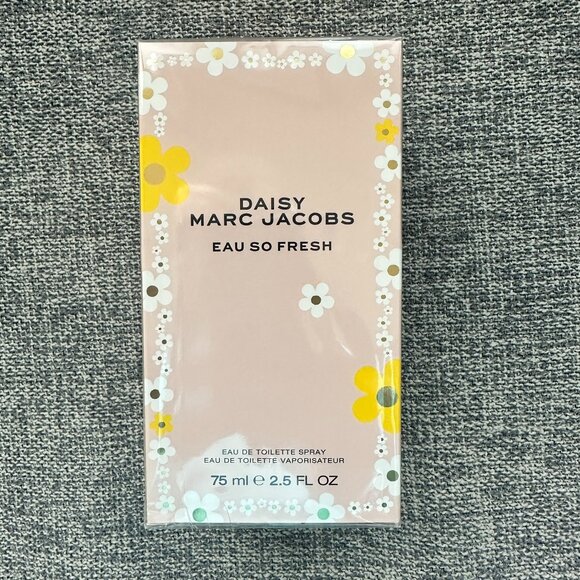 DAISY
MARC JACOBS
EAU SO FRESH
EAU DE TOILETTE SPRAY
EAU DE TOILETTE VAPORISATEUR
75 ml ℮ 2.5 FL OZ